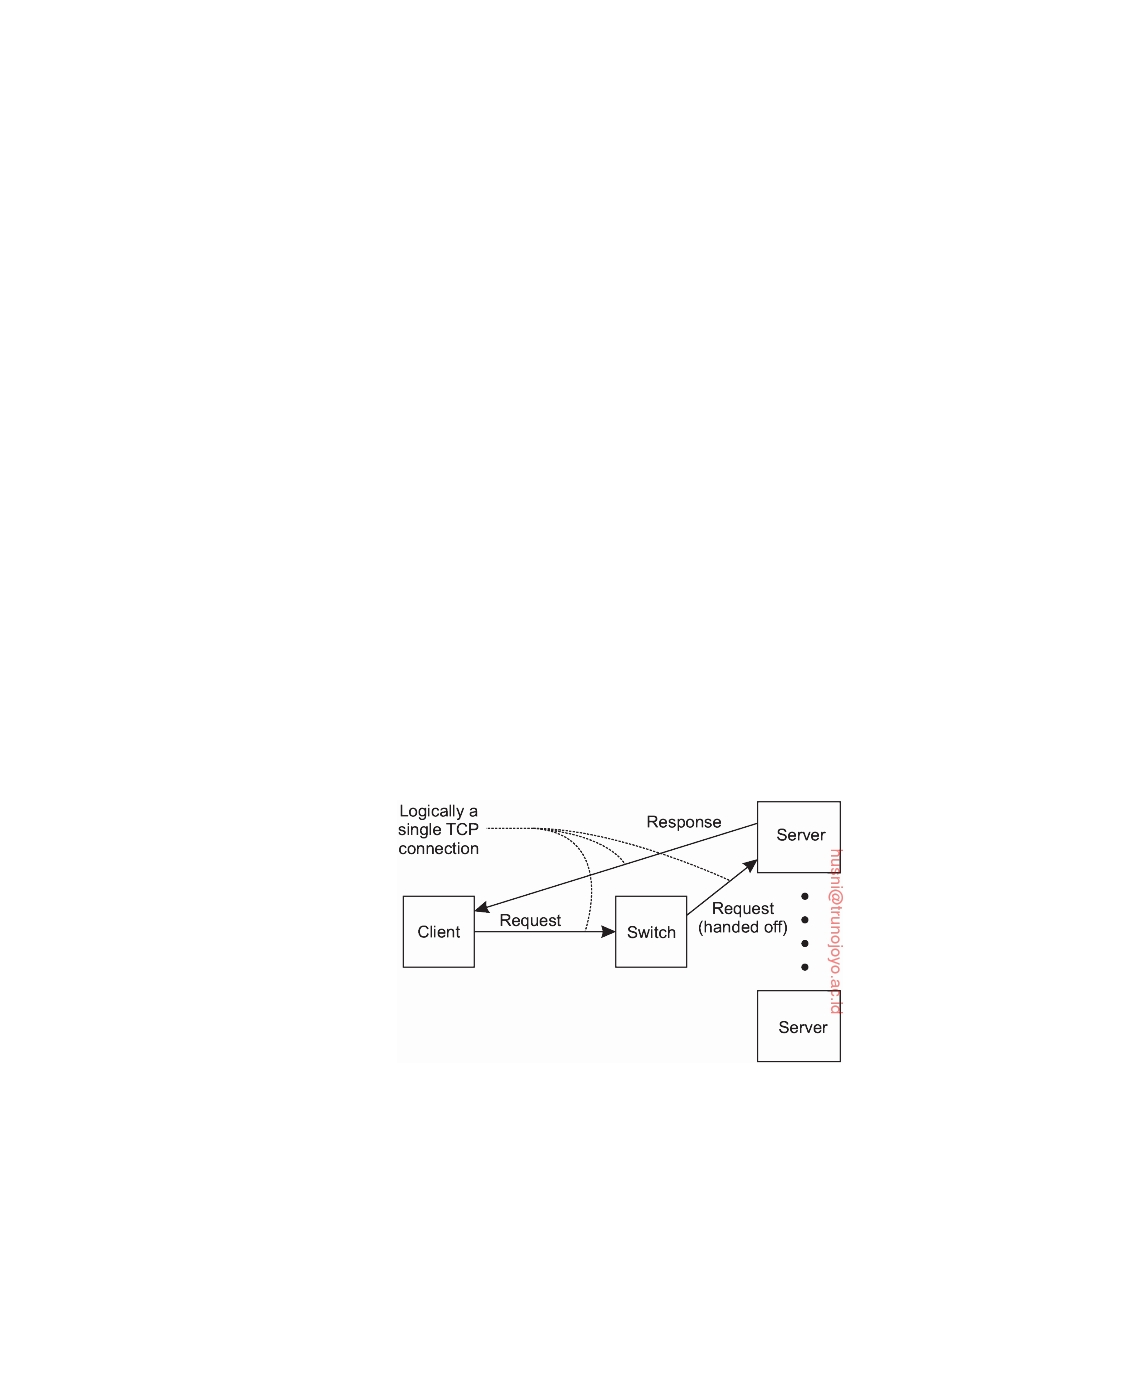 Logically a
single TCP
connection
Response
Server
Client
Request
Switch
Request
(handed off)
Server
husni@trunojoyo.ac.id